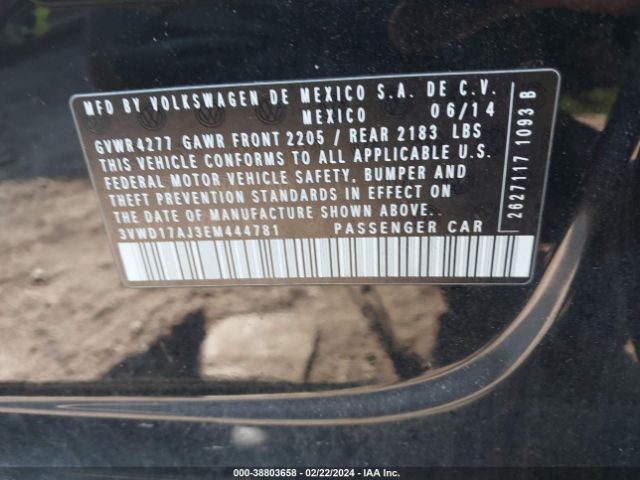 MFD BY VOLKSWAGEN DE MEXICO S.A. DE C.V.
MEXICO 06/14
GVWR4277 GAWR FRONT 2205 / REAR 2183 LBS
THIS VEHICLE CONFORMS TO ALL APPLICABLE U.S.
FEDERAL MOTOR VEHICLE SAFETY, BUMPER AND
THEFT PREVENTION STANDARDS IN EFFECT ON
DATE OF MANUFACTURE SHOWN ABOVE.
3VWD17AJ3EM444781 PASSENGER CAR
2627117 1093 B
000-38803658 - 02/22/2024 - IAA Inc.